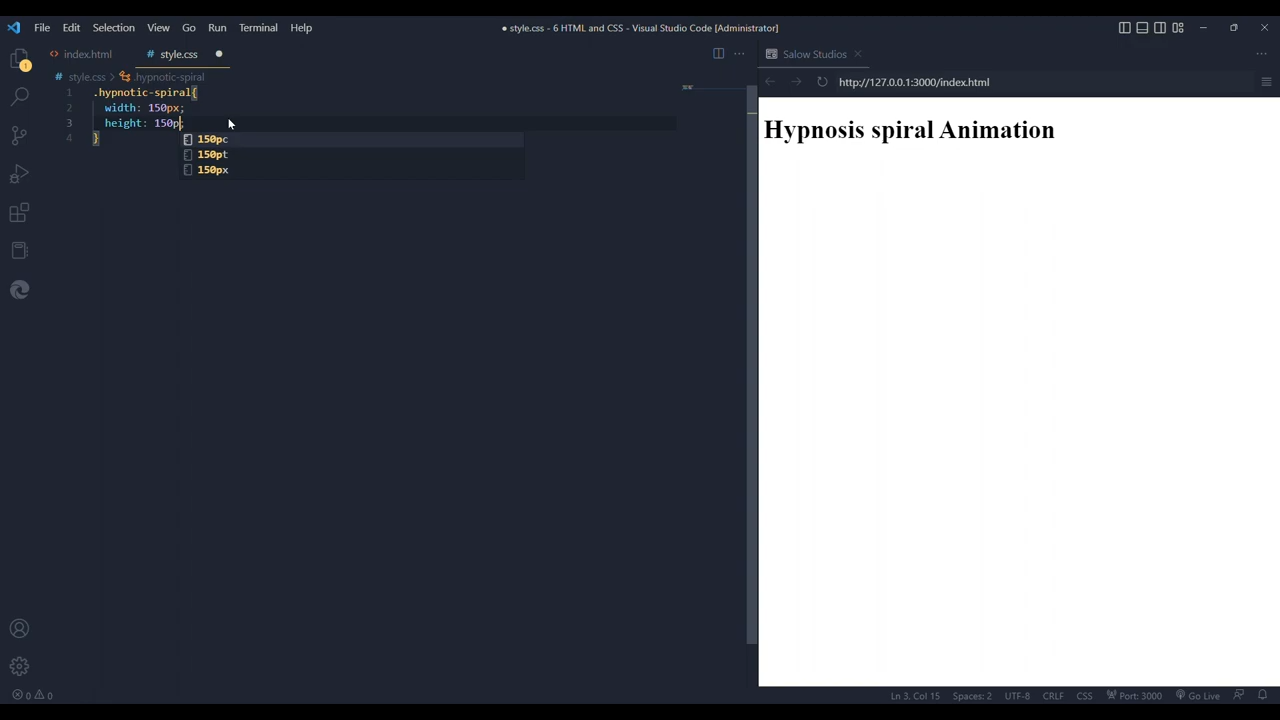 File Edit Selection View Go Run Terminal Help
● style.css - 6 HTML and CSS - Visual Studio Code [Administrator]
<> index.html
# style.css ●
Salow Studios
# style.css > .hypnotic-spiral
http://127.0.0.1:3000/index.html
1 .hypnotic-spiral{
2 width: 150px;
3 height: 150p;
4 }
150pc
150pt
150px
Hypnosis spiral Animation
1
0 0
Ln 3, Col 15 Spaces: 2 UTF-8 CRLF CSS Port: 3000 Go Live